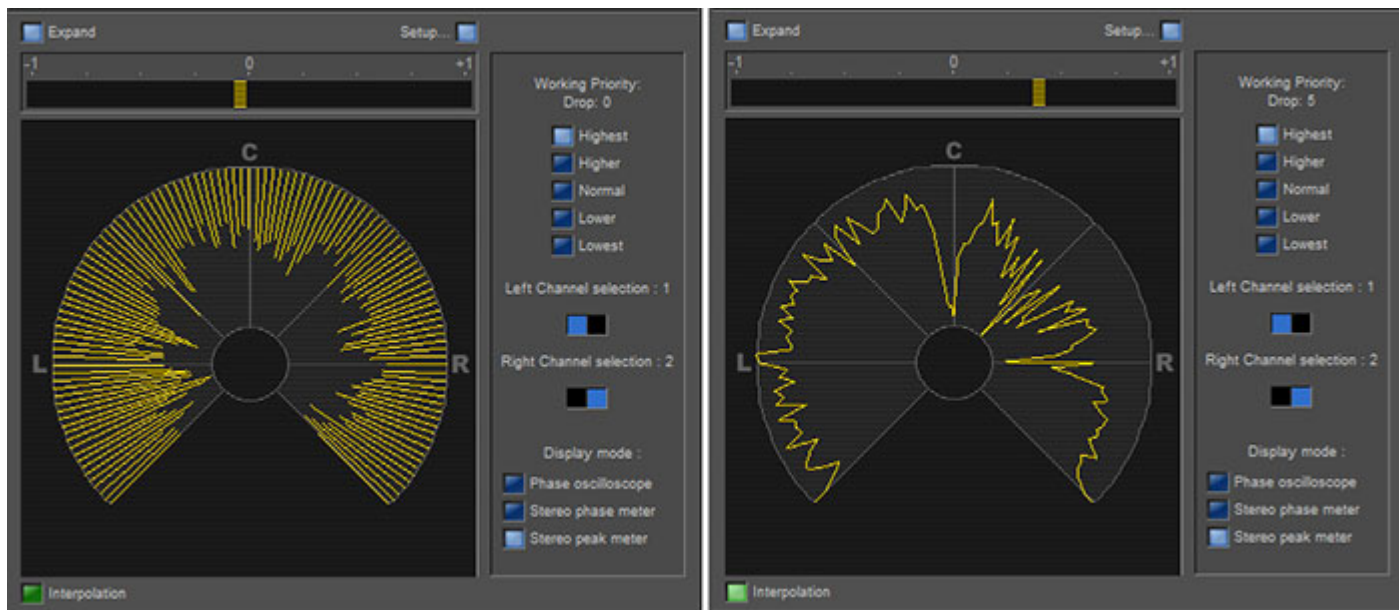 Expand
Setup...
-1 0 +1
C
L
R
Working Priority:
Drop: 0
Highest
Higher
Normal
Lower
Lowest
Left Channel selection : 1
Right Channel selection : 2
Display mode :
Phase oscilloscope
Stereo phase meter
Stereo peak meter
Interpolation
Expand
Setup...
-1 0 +1
C
L
R
Working Priority:
Drop: 5
Highest
Higher
Normal
Lower
Lowest
Left Channel selection : 1
Right Channel selection : 2
Display mode :
Phase oscilloscope
Stereo phase meter
Stereo peak meter
Interpolation